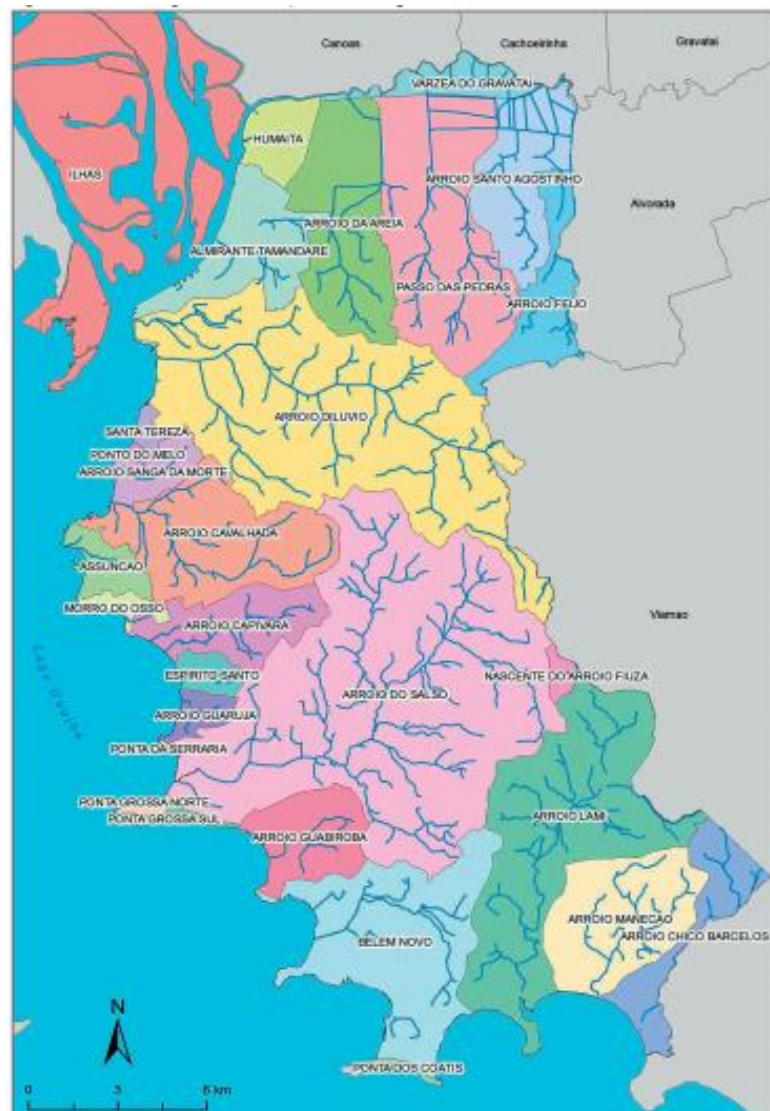 Canoas
Cachoeirinha
Gravatai
VARZEA DO GRAVATAI
HUMAITA
ILHAS
ARROIO SANTO AGOSTINHO
Alvorada
ARROIO DA AREIA
ALMIRANTE TAMANDARE
PASSO DAS PEDRAS
ARROIO FEIJO
ARROIO DILUVIO
SANTA TEREZA
PONTO DO MELO
ARROIO SANGA DA MORTE
ARROIO CAVALHADA
ASSUNCAO
MORRO DO OSSO
Viamao
ARROIO CAPIVARA
Lago Guaiba
ESPIRITO SANTO
NASCENTE DO ARROIO FIUZA
ARROIO DO SALSO
ARROIO GUARUJA
PONTA DA SERRARIA
PONTA GROSSA NORTE
PONTA GROSSA SUL
ARROIO LAMI
ARROIO GUABIROBA
ARROIO MANECAO
ARROIO CHICO BARCELOS
BELEM NOVO
N
PONTA DOS COATIS
0 3 6 km